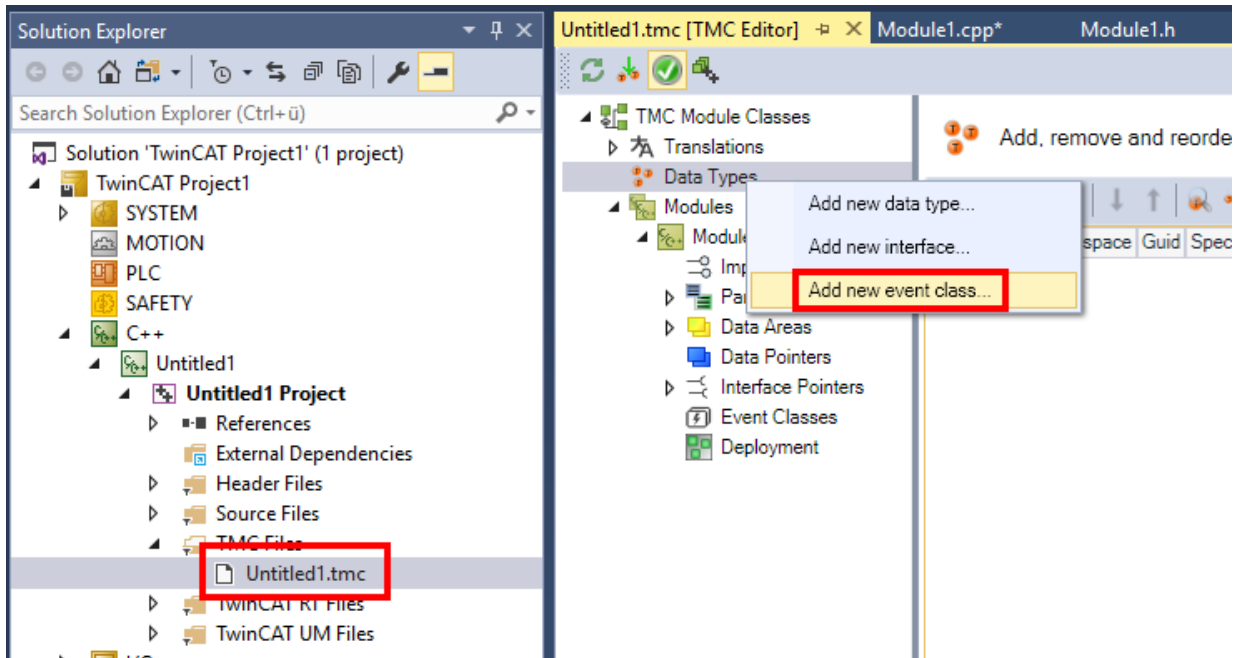 Solution Explorer
Search Solution Explorer (Ctrl+ü)
Solution 'TwinCAT Project1' (1 project)
TwinCAT Project1
SYSTEM
MOTION
PLC
SAFETY
C++
Untitled1
Untitled1 Project
References
External Dependencies
Header Files
Source Files
TMC Files
Untitled1.tmc
TwinCAT RT Files
TwinCAT UM Files
Untitled1.tmc [TMC Editor]
Module1.cpp*
Module1.h
TMC Module Classes
Translations
Data Types
Modules
Module
Imp
Pa
Data Areas
Data Pointers
Interface Pointers
Event Classes
Deployment
Add new data type...
Add new interface...
Add new event class...
Add, remove and reorde
space Guid Spec